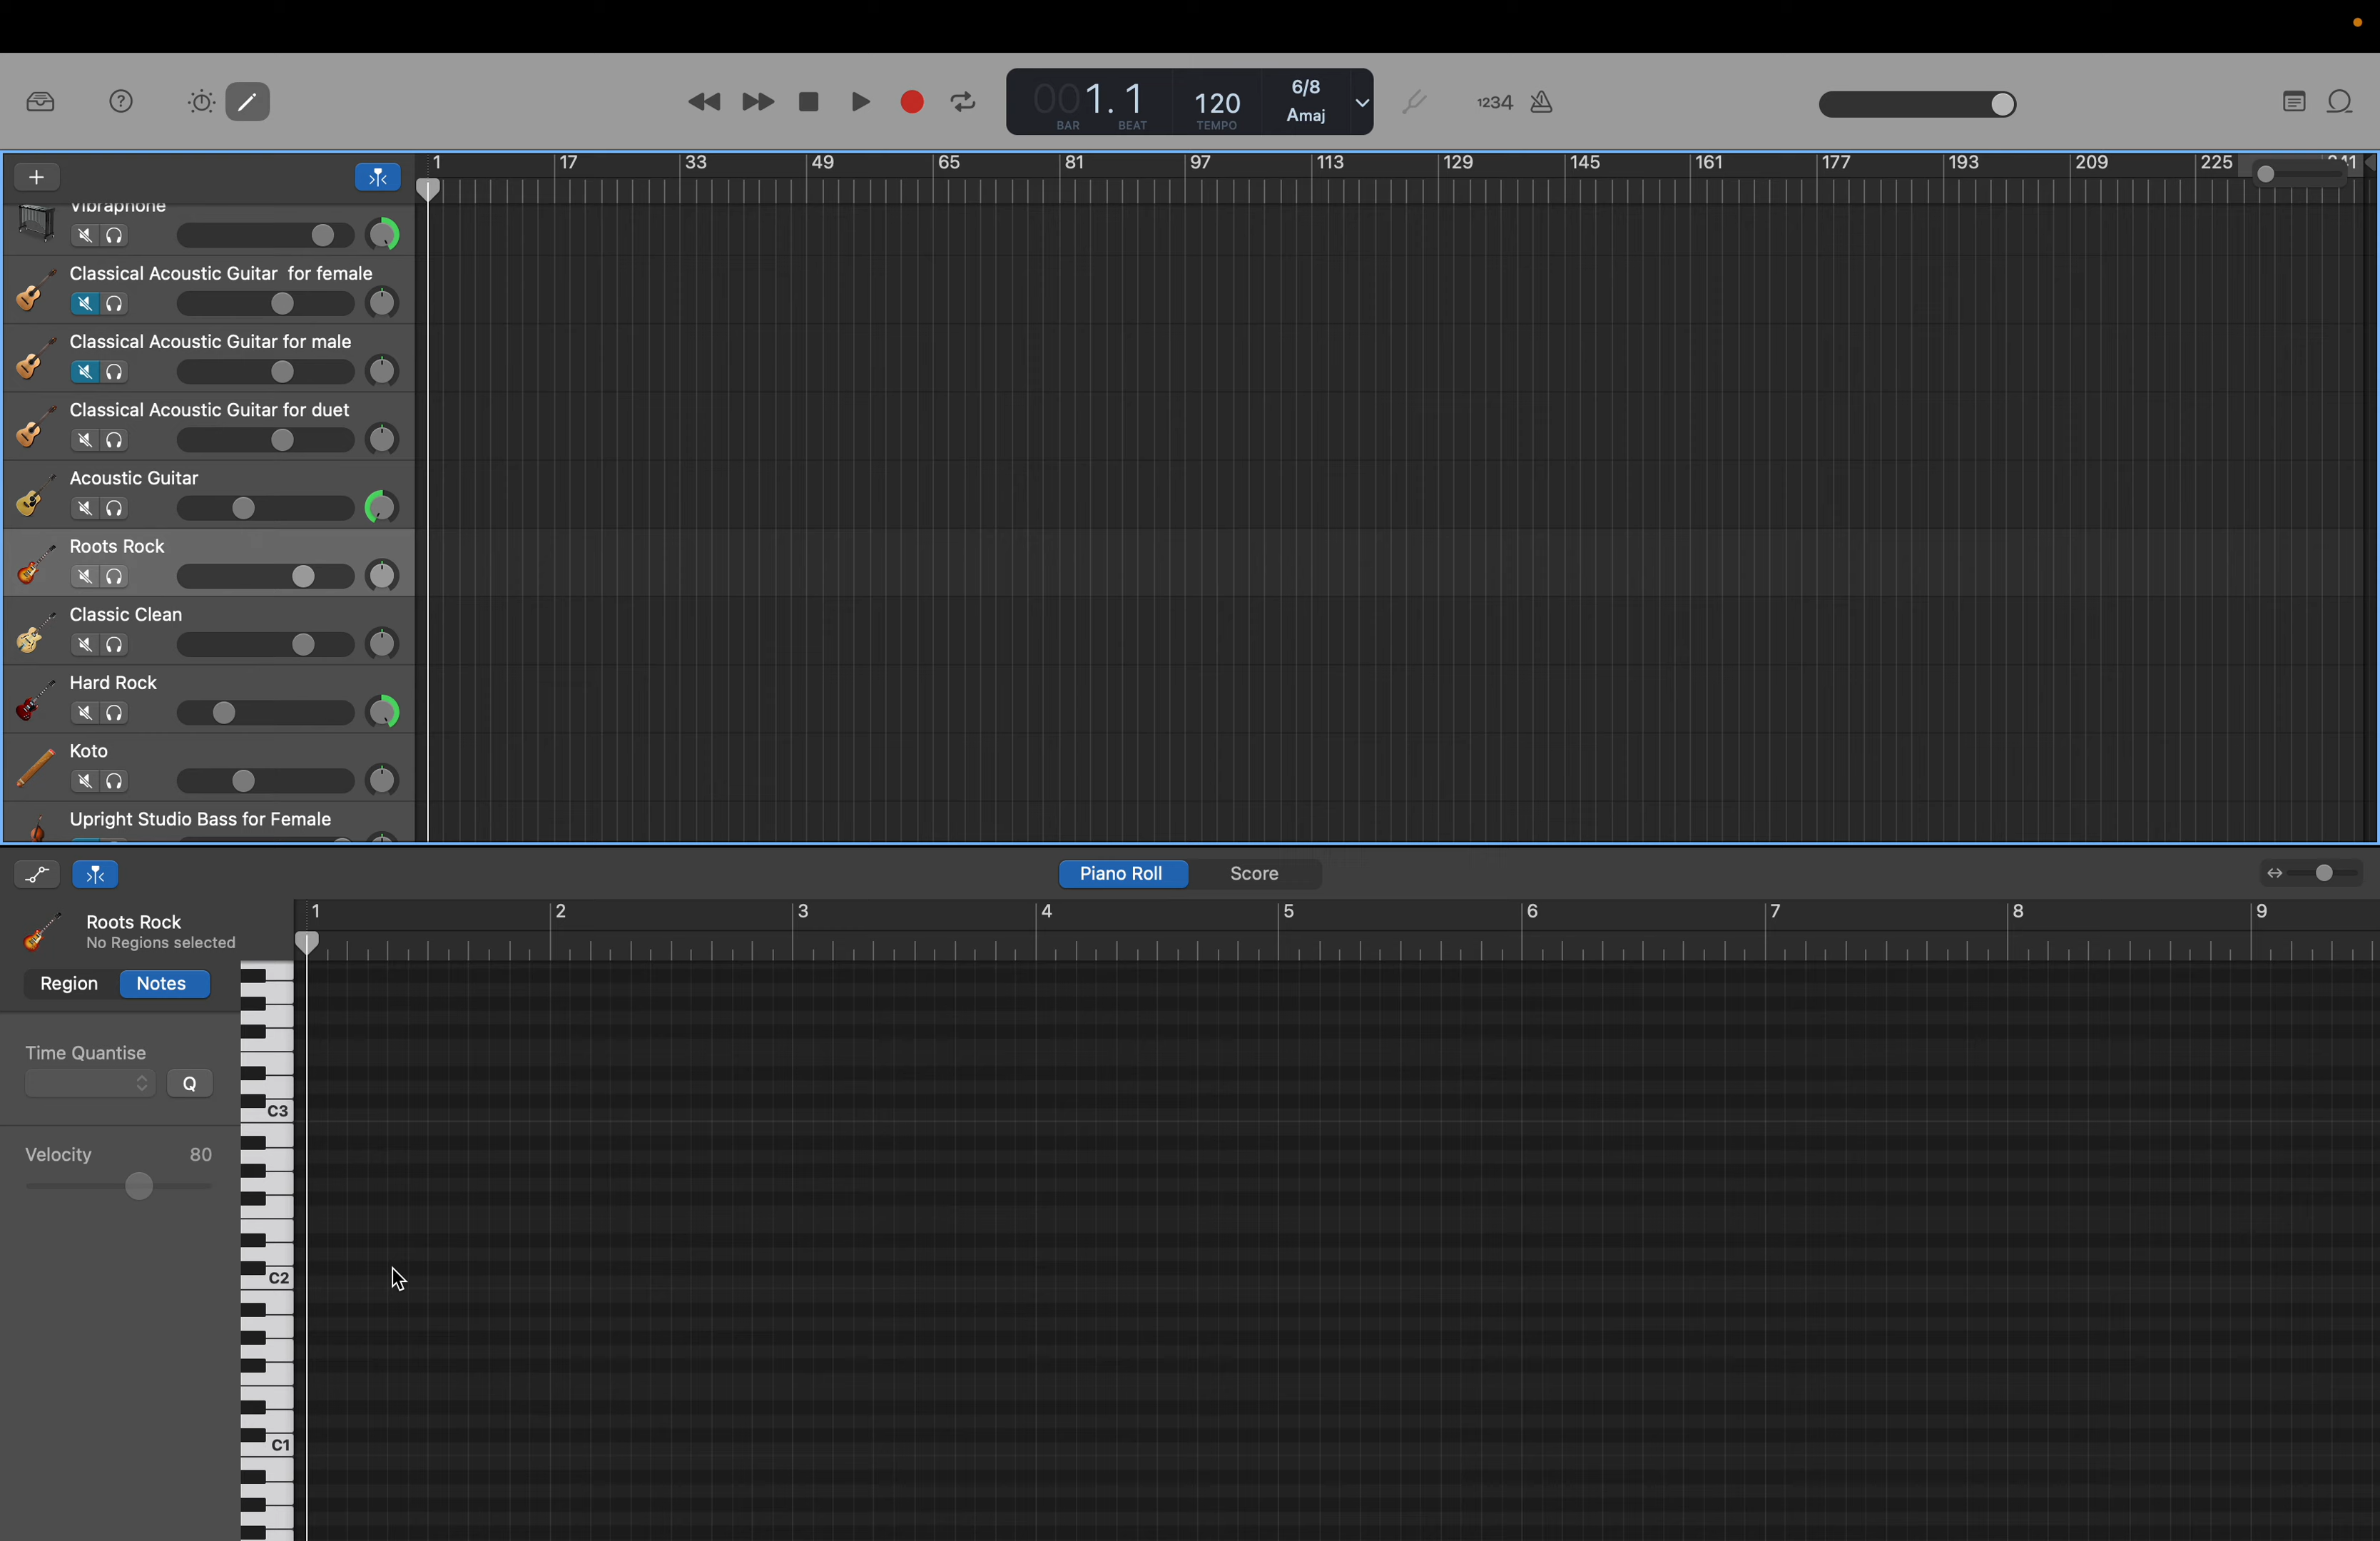 001. 1
BAR BEAT
120
TEMPO
6/8
Amaj
1234
1 17 33 49 65 81 97 113 129 145 161 177 193 209 225
Vibraphone
Classical Acoustic Guitar for female
Classical Acoustic Guitar for male
Classical Acoustic Guitar for duet
Acoustic Guitar
Roots Rock
Classic Clean
Hard Rock
Koto
Upright Studio Bass for Female
Piano Roll Score
1 2 3 4 5 6 7 8 9
Roots Rock
No Regions selected
Region Notes
Time Quantise
Q
C3
Velocity 80
C2
C1